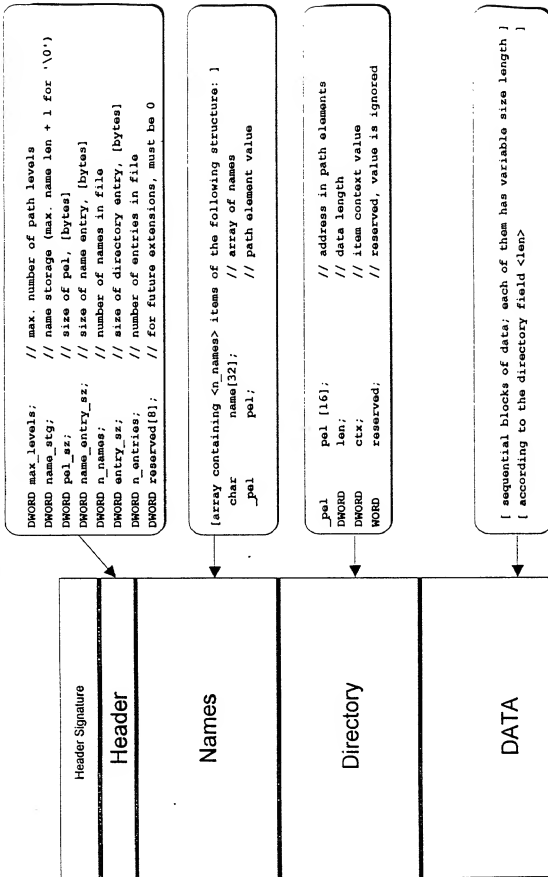 Header Signature
Header
Names
Directory
DATA
DWORD max_levels; // max. number of path levels
DWORD name_stg; // name storage (max. name len + 1 for '\0')
DWORD pel_sz; // size of pel, [bytes]
DWORD name_entry_sz; // size of name entry, [bytes]
DWORD n_names; // number of names in file
DWORD entry_sz; // size of directory entry, [bytes]
DWORD n_entries; // number of entries in file
DWORD reserved[8]; // for future extensions, must be 0
[array containing <n_names> items of the following structure: ]
char name[32]; // array of names
_pel pel; // path element value
_pel pel [16]; // address in path elements
DWORD len; // data length
DWORD ctx; // item context value
WORD reserved; // reserved, value is ignored
[ sequential blocks of data; each of them has variable size length ]
[ according to the directory field <len> ]